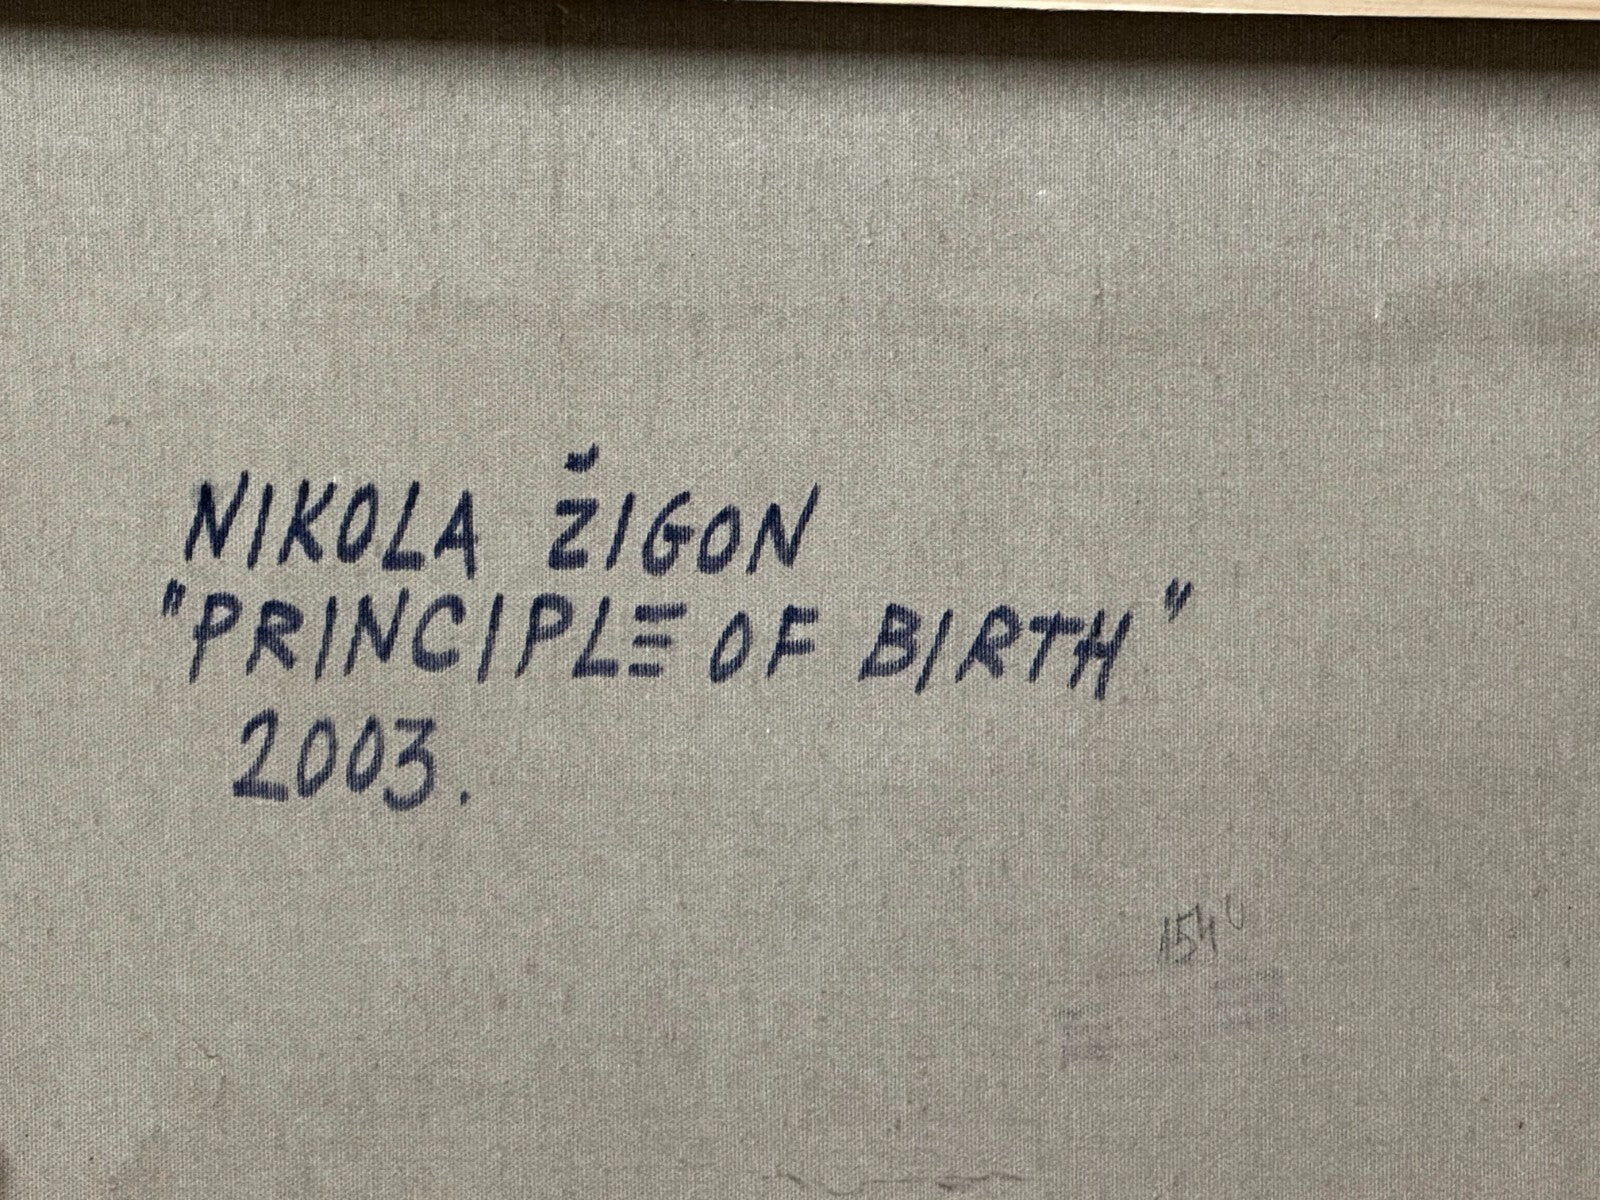 NIKOLA ŽIGON
"PRINCIPLE OF BIRTH"
2003.